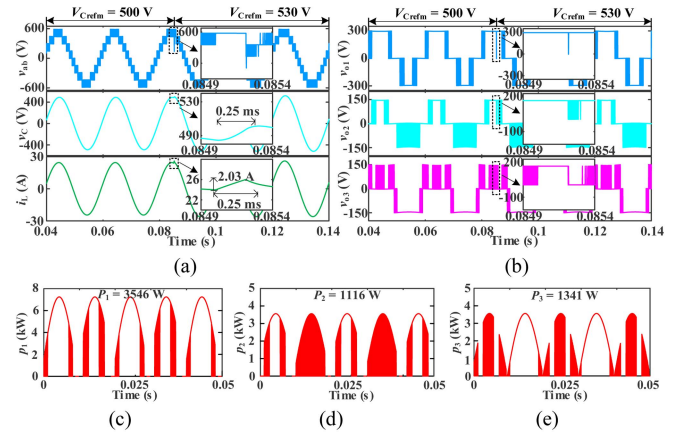 V_Crefm = 500 V
V_Crefm = 530 V
(a)
v_ab (V)
600
0
-600
0.0849
0.0854
v_C (V)
400
0
-400
530
490
0.25 ms
0.0849
0.0854
i_L (A)
30
0
-30
26
22
2.03 A
0.25 ms
0.0849
0.0854
0.04
0.06
0.08
0.1
0.12
0.14
Time (s)
(a)
V_Crefm = 500 V
V_Crefm = 530 V
(b)
v_o1 (V)
300
0
-300
300
0
-300
0.0849
0.0854
v_o2 (V)
150
0
-150
200
100
0.0849
0.0854
v_o3 (V)
150
0
-150
200
-100
0.0849
0.0854
0.04
0.06
0.08
0.1
0.12
0.14
Time (s)
(b)
P_1 = 3546 W
p_1 (kW)
8
6
4
2
0
0
0.025
0.05
Time (s)
(c)
P_2 = 1116 W
p_2 (kW)
5
4
3
2
1
0
0
0.025
0.05
Time (s)
(d)
P_3 = 1341 W
p_3 (kW)
5
4
3
2
1
0
0
0.025
0.05
Time (s)
(e)